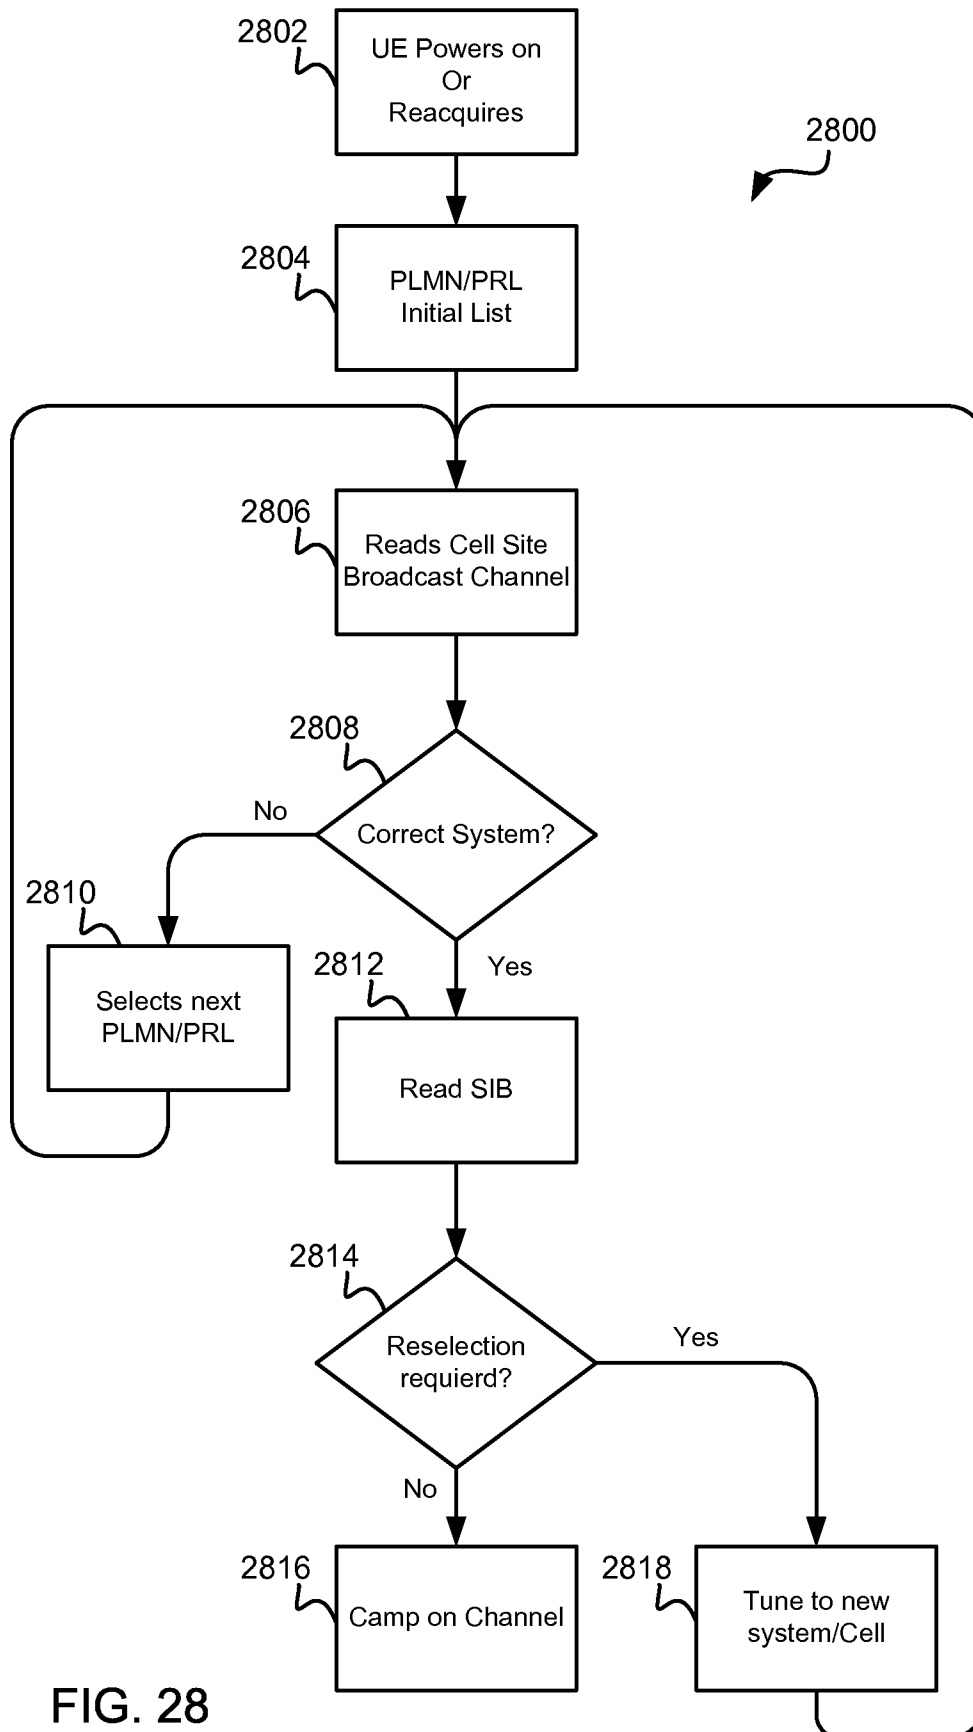 2802
UE Powers on
Or
Reacquires
2800
2804
PLMN/PRL
Initial List
2806
Reads Cell Site
Broadcast Channel
2808
Correct System?
No
2810
Selects next
PLMN/PRL
Yes
2812
Read SIB
2814
Reselection
requierd?
Yes
No
2816
Camp on Channel
2818
Tune to new
system/Cell
FIG. 28